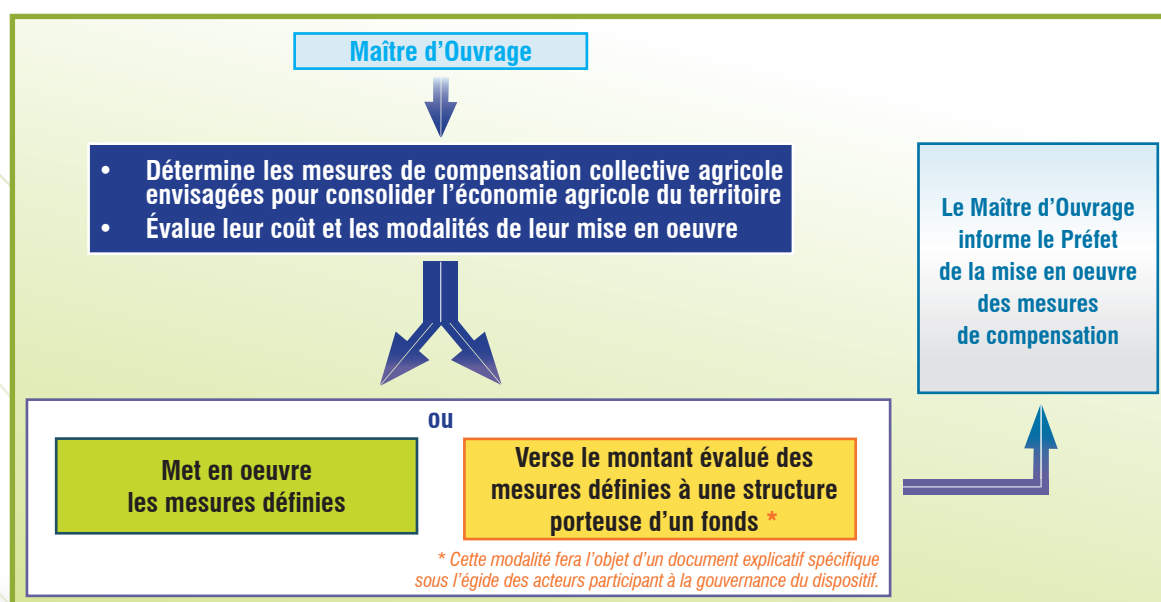 Maître d'Ouvrage
• Détermine les mesures de compensation collective agricole
envisagées pour consolider l'économie agricole du territoire
• Évalue leur coût et les modalités de leur mise en oeuvre
Le Maître d'Ouvrage
informe le Préfet
de la mise en oeuvre
des mesures
de compensation
ou
Met en oeuvre
les mesures définies
Verse le montant évalué des
mesures définies à une structure
porteuse d'un fonds *
* Cette modalité fera l'objet d'un document explicatif spécifique
sous l'égide des acteurs participant à la gouvernance du dispositif.